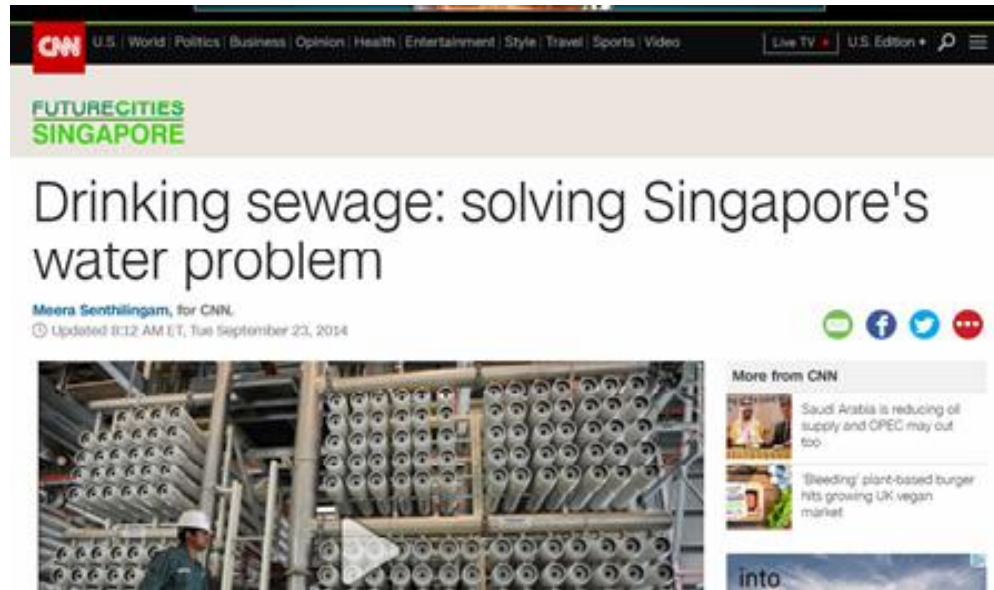 CNN U.S. World Politics Business Opinion Health Entertainment Style Travel Sports Video Live TV U.S. Edition
FUTURECITIES
SINGAPORE
Drinking sewage: solving Singapore's
water problem
Meera Senthilingam, for CNN.
Updated 8:12 AM ET, Tue September 23, 2014
More from CNN
Saudi Arabia is reducing oil
supply and OPEC may cut
too
'Bleeding' plant-based burger
hits growing UK vegan
market
into